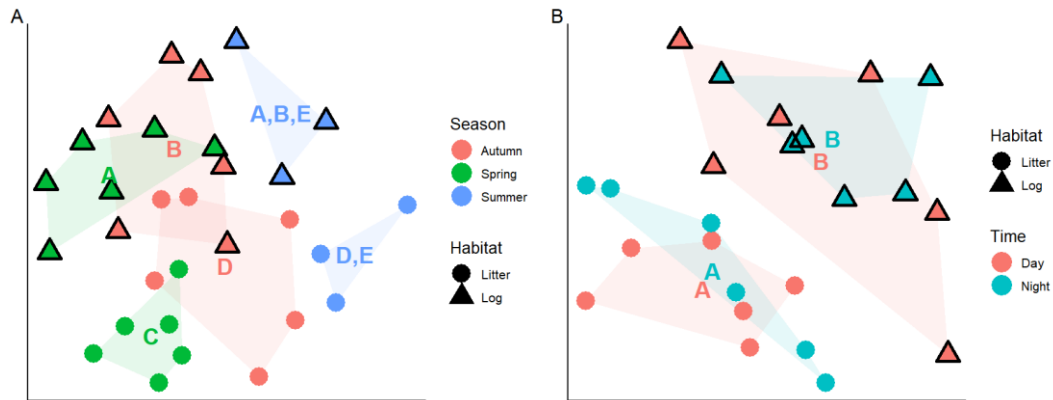 A
A,B,E
B
A
D,E
D
C
Season
Autumn
Spring
Summer
Habitat
Litter
Log
B
B
B
A
A
Habitat
Litter
Log
Time
Day
Night